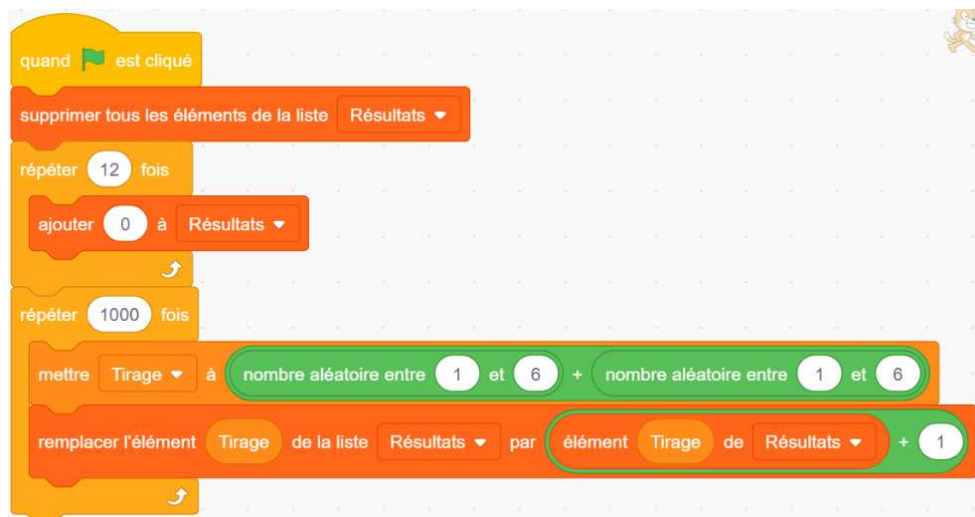 quand est cliqué
supprimer tous les éléments de la liste Résultats
répéter 12 fois
ajouter 0 à Résultats
répéter 1000 fois
mettre Tirage à nombre aléatoire entre 1 et 6 + nombre aléatoire entre 1 et 6
remplacer l'élément Tirage de la liste Résultats par élément Tirage de Résultats + 1